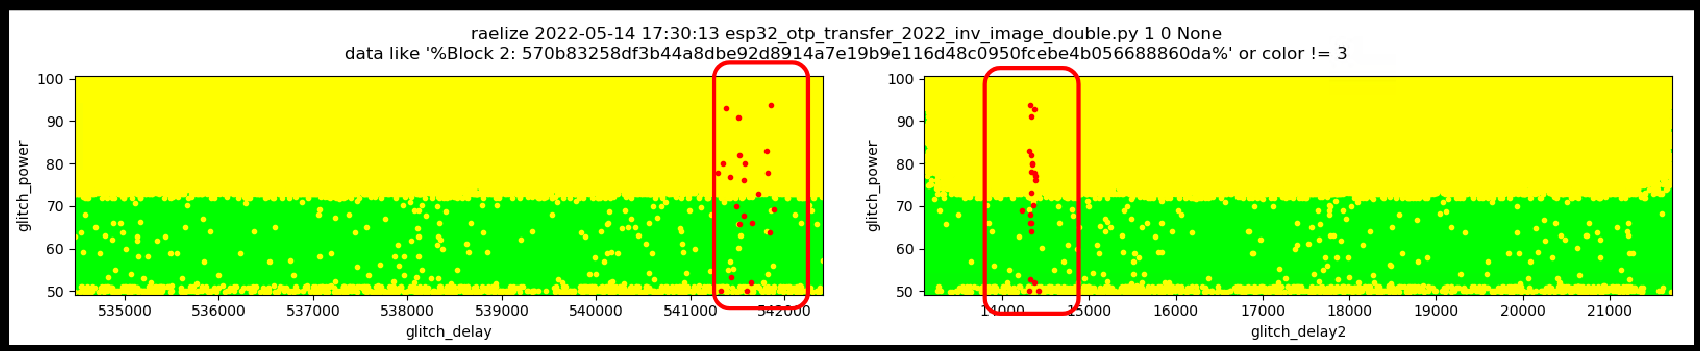 raelize 2022-05-14 17:30:13 esp32_otp_transfer_2022_inv_image_double.py 1 0 None
data like '%Block 2: 570b83258df3b44a8dbe92d8914a7e19b9e116d48c0950fcebe4b056688860da%' or color != 3
100
90
80
70
60
50
glitch_power
535000 536000 537000 538000 539000 540000 541000 542000
glitch_delay
100
90
80
70
60
50
glitch_power
14000 15000 16000 17000 18000 19000 20000 21000
glitch_delay2